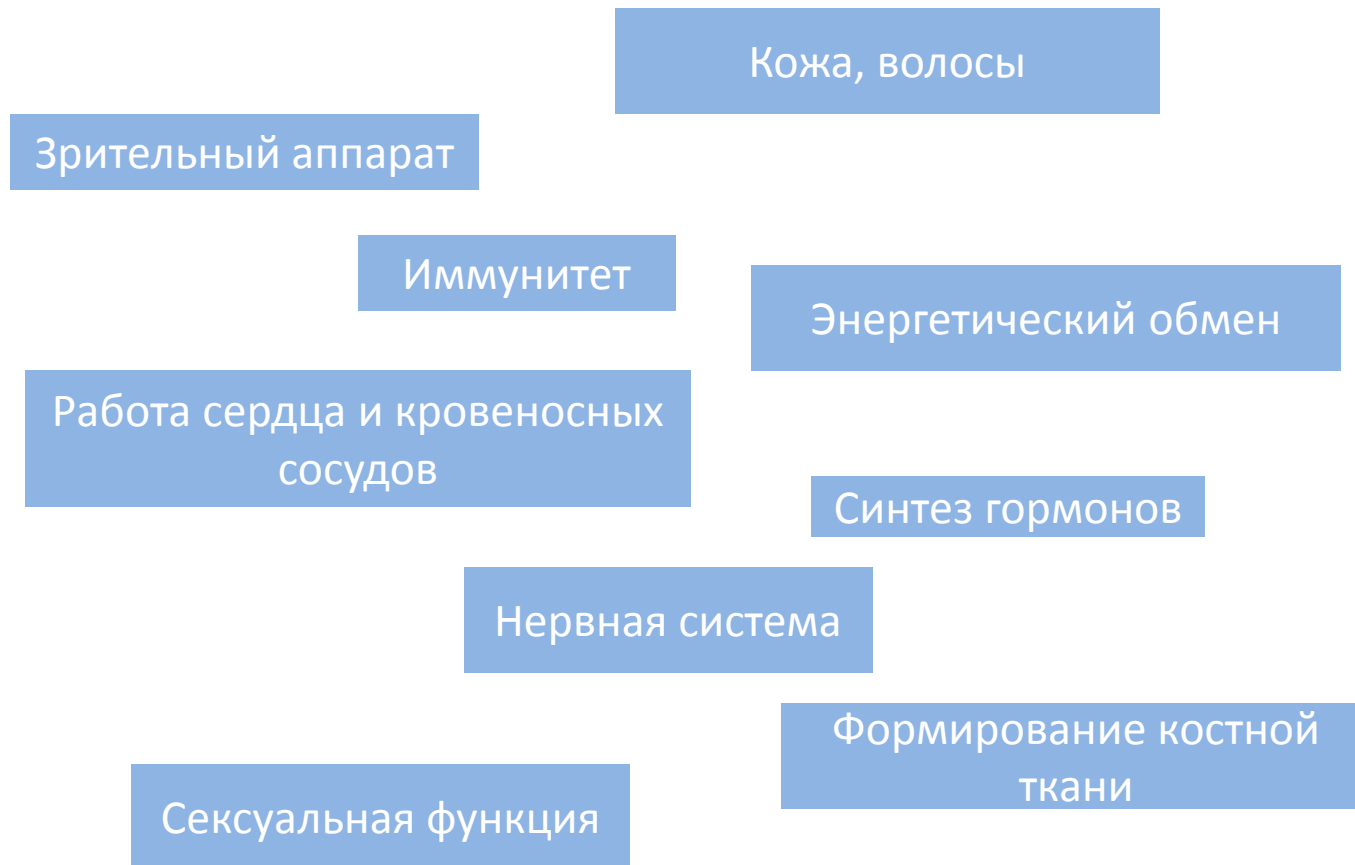 Кожа, волосы
Зрительный аппарат
Иммунитет
Энергетический обмен
Работа сердца и кровеносных
сосудов
Синтез гормонов
Нервная система
Формирование костной
ткани
Сексуальная функция